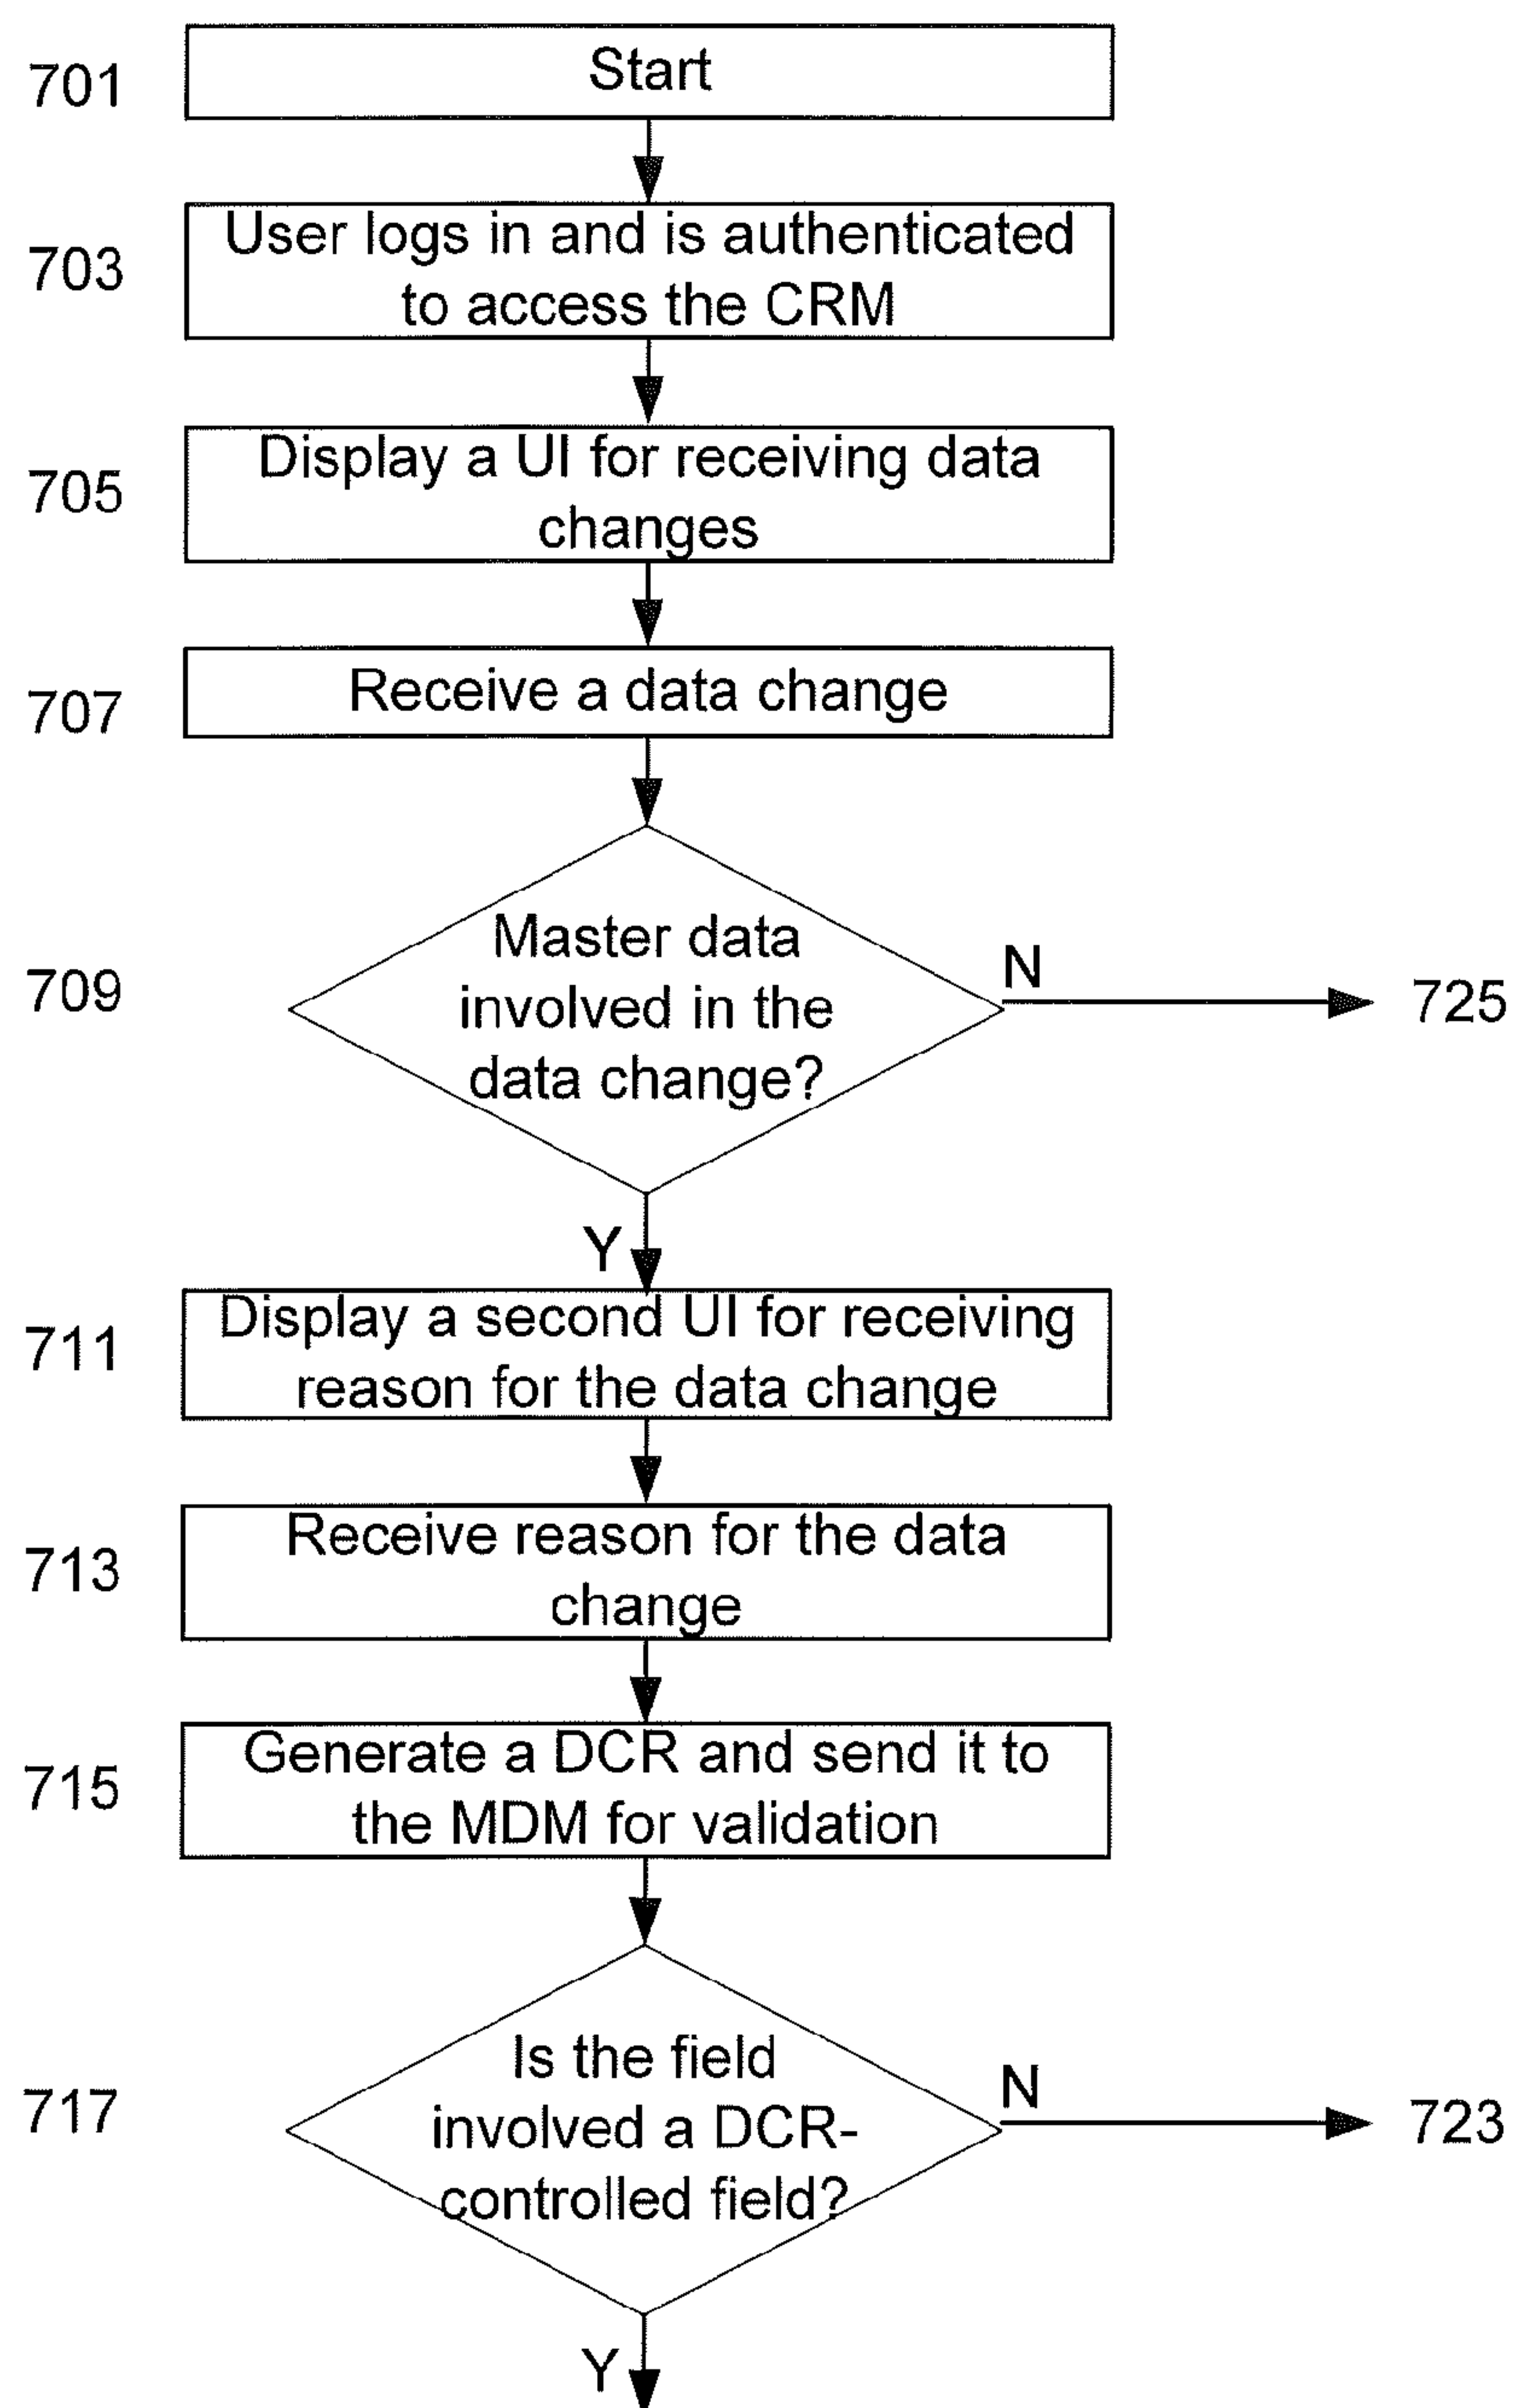 701
Start
703
User logs in and is authenticated
to access the CRM
705
Display a UI for receiving data
changes
707
Receive a data change
709
Master data
involved in the
data change?
N
725
Y
711
Display a second UI for receiving
reason for the data change
713
Receive reason for the data
change
715
Generate a DCR and send it to
the MDM for validation
717
Is the field
involved a DCR-
controlled field?
N
723
Y